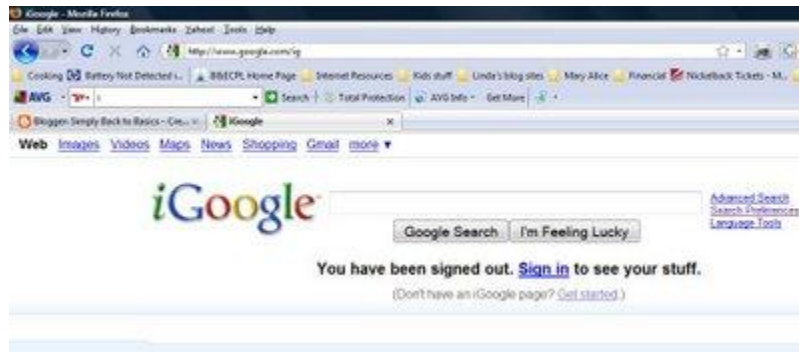 iGoogle - Mozilla Firefox
File Edit View History Bookmarks Yahoo! Tools Help
http://www.google.com/ig
Cooking Battery Not Detected i... BBECPL Home Page Internet Resources Kids stuff Linda's blog sites Mary Alice Financial Nickelback Tickets - M...
AVG Search Total Protection AVG Info Get More
Blogger: Simply Back to Basics - Cre... iGoogle
Web Images Videos Maps News Shopping Gmail more ▼
iGoogle
Advanced Search
Search Preferences
Language Tools
Google Search I'm Feeling Lucky
You have been signed out. Sign in to see your stuff.
(Don't have an iGoogle page? Get started.)